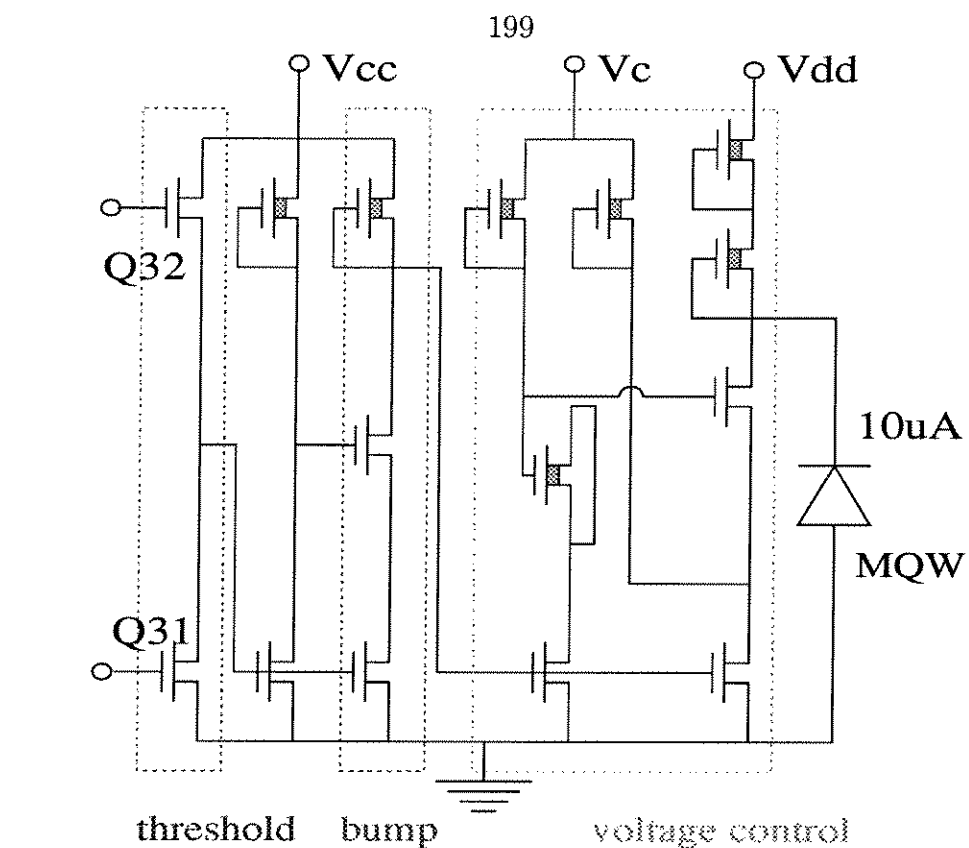 199
Vcc
Vc
Vdd
Q32
10uA
MQW
Q31
threshold
bump
voltage control